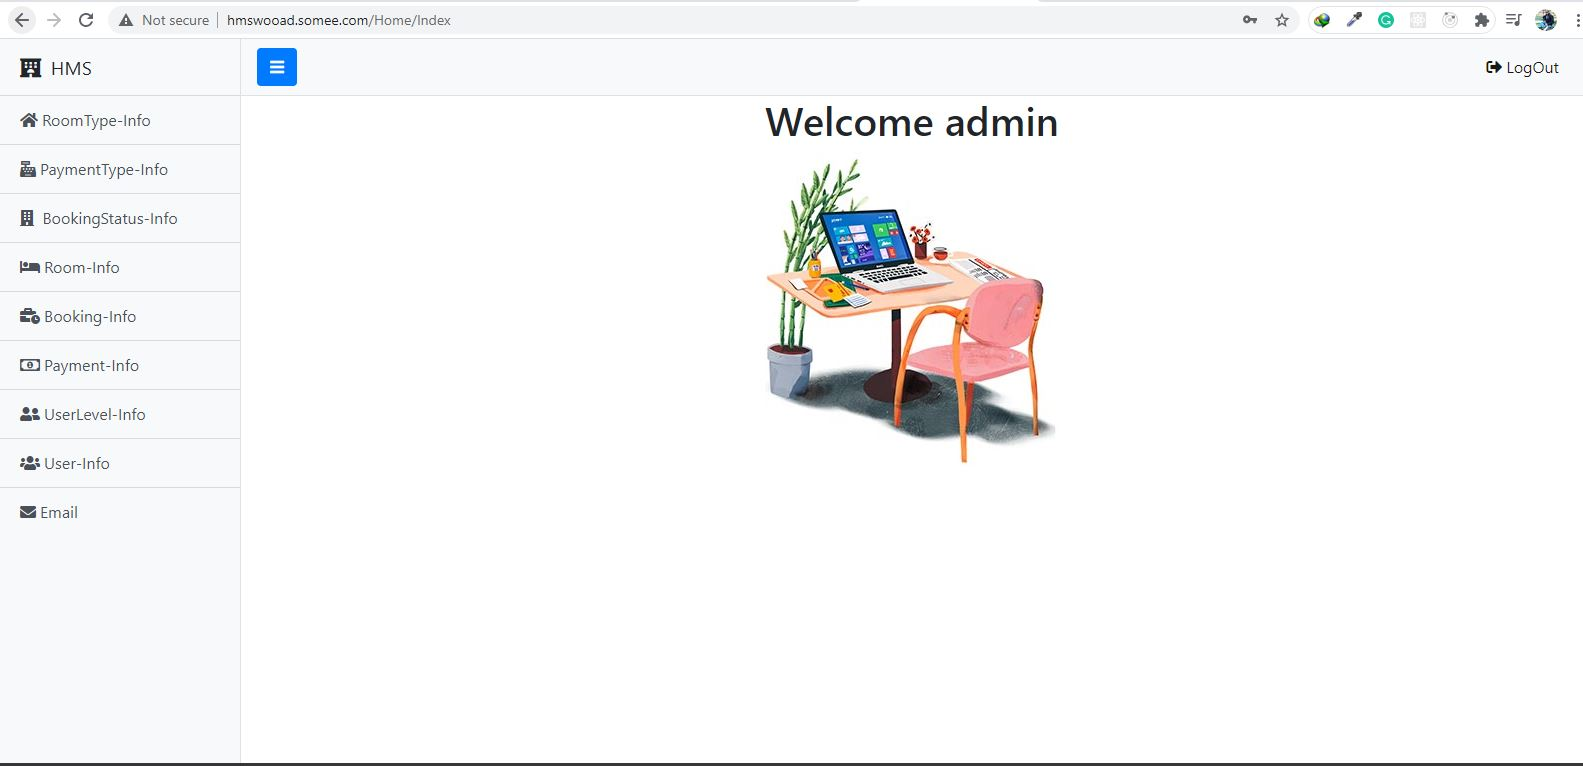 Not secure | hmswooad.somee.com/Home/Index
HMS
LogOut
RoomType-Info
PaymentType-Info
BookingStatus-Info
Room-Info
Booking-Info
Payment-Info
UserLevel-Info
User-Info
Email
Welcome admin